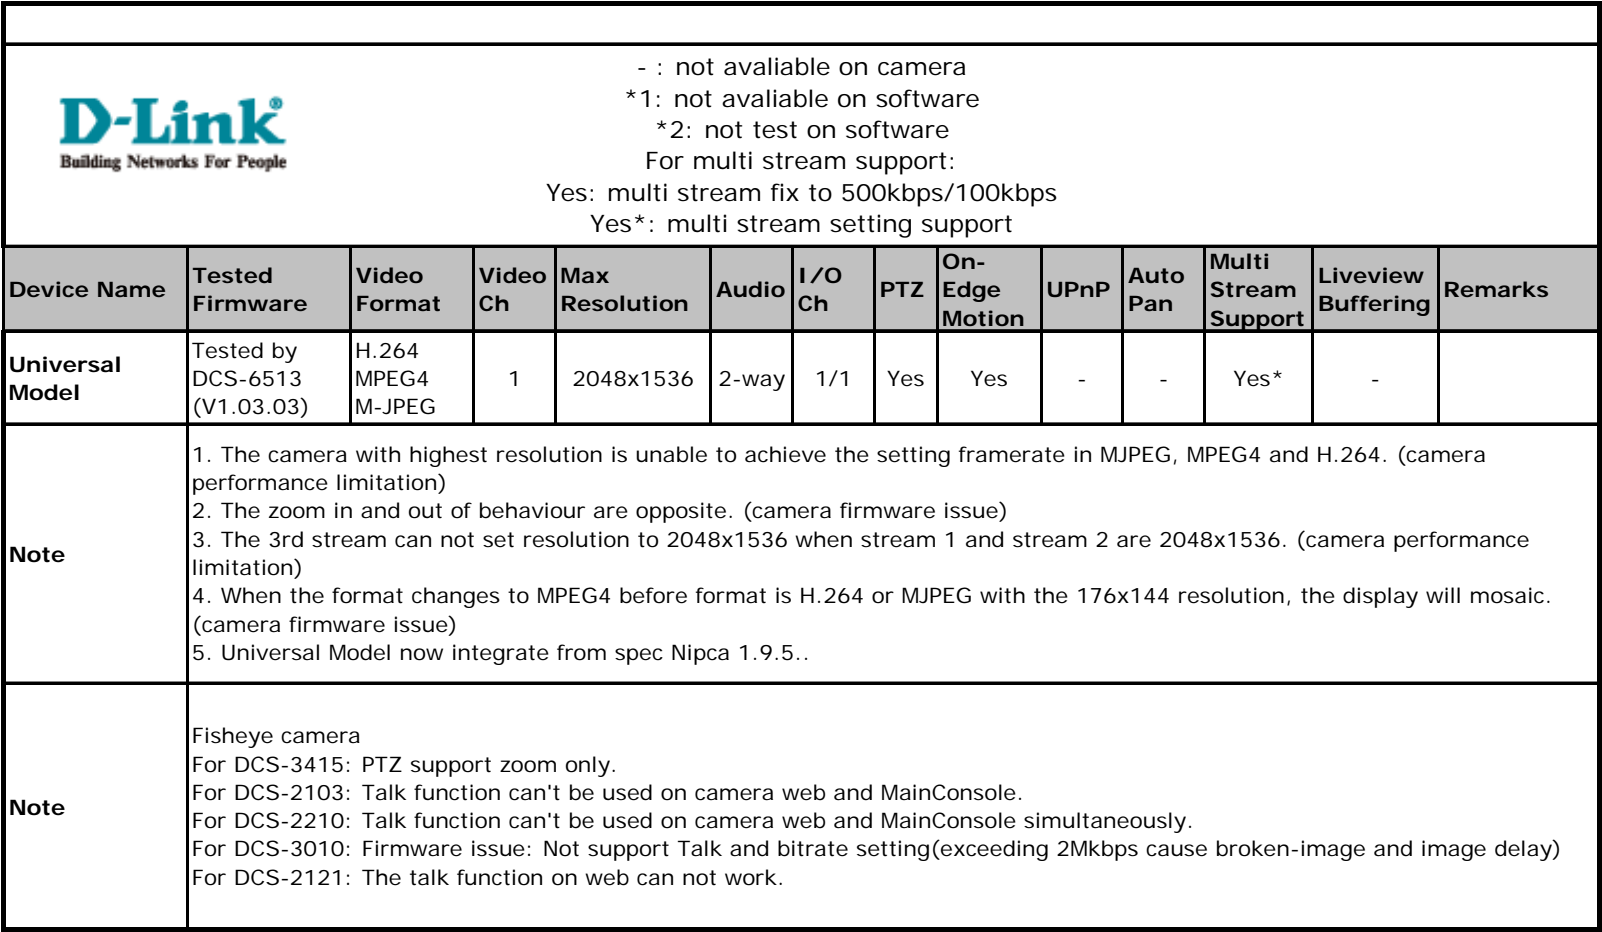 D-Link®
Building Networks For People
- : not avaliable on camera
*1: not avaliable on software
*2: not test on software
For multi stream support:
Yes: multi stream fix to 500kbps/100kbps
Yes*: multi stream setting support
Device Name
Tested
Firmware
Video
Format
Video
Ch
Max
Resolution
Audio
I/O
Ch
PTZ
On-
Edge
Motion
UPnP
Auto
Pan
Multi
Stream
Support
Liveview
Buffering
Remarks
Universal
Model
Tested by
DCS-6513
(V1.03.03)
H.264
MPEG4
M-JPEG
1
2048x1536
2-way
1/1
Yes
Yes
-
-
Yes*
-
Note
1. The camera with highest resolution is unable to achieve the setting framerate in MJPEG, MPEG4 and H.264. (camera
performance limitation)
2. The zoom in and out of behaviour are opposite. (camera firmware issue)
3. The 3rd stream can not set resolution to 2048x1536 when stream 1 and stream 2 are 2048x1536. (camera performance
limitation)
4. When the format changes to MPEG4 before format is H.264 or MJPEG with the 176x144 resolution, the display will mosaic.
(camera firmware issue)
5. Universal Model now integrate from spec Nipca 1.9.5..
Note
Fisheye camera
For DCS-3415: PTZ support zoom only.
For DCS-2103: Talk function can't be used on camera web and MainConsole.
For DCS-2210: Talk function can't be used on camera web and MainConsole simultaneously.
For DCS-3010: Firmware issue: Not support Talk and bitrate setting(exceeding 2Mkbps cause broken-image and image delay)
For DCS-2121: The talk function on web can not work.